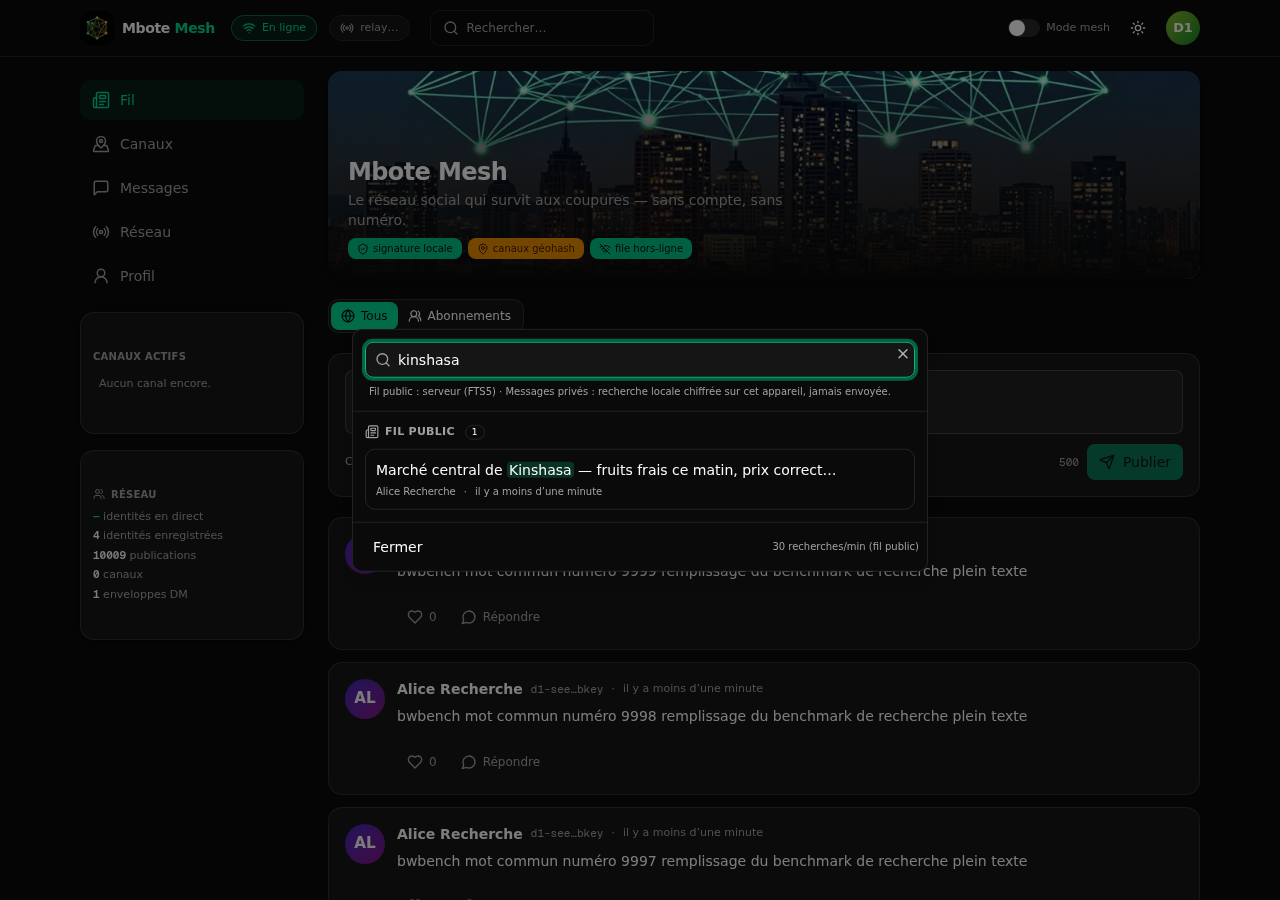 Mbote Mesh
En ligne
relay…
Rechercher…
Mode mesh
D1
Fil
Canaux
Messages
Réseau
Profil
CANAUX ACTIFS
Aucun canal encore.
RÉSEAU
— identités en direct
4 identités enregistrées
10009 publications
0 canaux
1 enveloppes DM
Mbote Mesh
Le réseau social qui survit aux coupures — sans compte, sans
numéro.
signature locale
canaux géohash
file hors-ligne
Tous
Abonnements
kinshasa
Fil public : serveur (FTS5) · Messages privés : recherche locale chiffrée sur cet appareil, jamais envoyée.
FIL PUBLIC 1
Marché central de Kinshasa — fruits frais ce matin, prix correct…
Alice Recherche · il y a moins d’une minute
Fermer
30 recherches/min (fil public)
500
Publier
bwbench mot commun numéro 9999 remplissage du benchmark de recherche plein texte
0
Répondre
AL
Alice Recherche d1-see…bkey · il y a moins d’une minute
bwbench mot commun numéro 9998 remplissage du benchmark de recherche plein texte
0
Répondre
AL
Alice Recherche d1-see…bkey · il y a moins d’une minute
bwbench mot commun numéro 9997 remplissage du benchmark de recherche plein texte